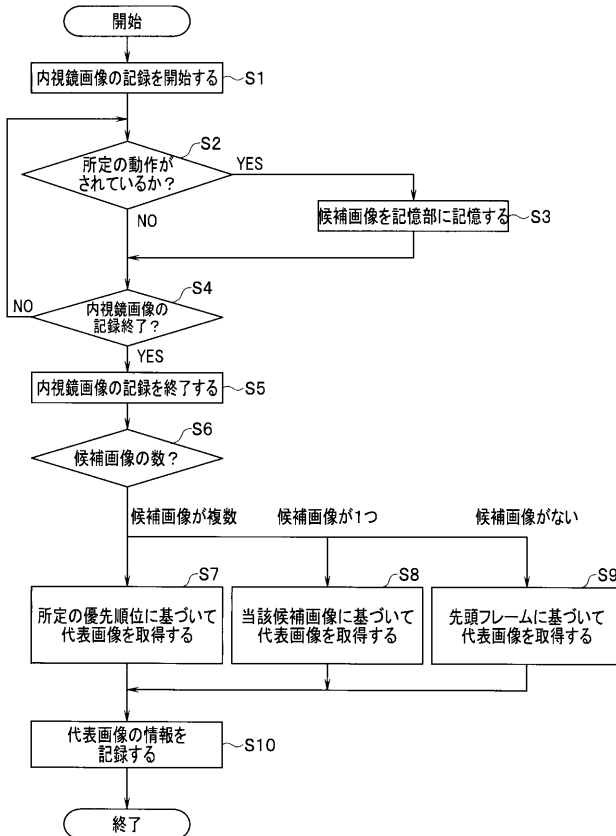 開始
内視鏡画像の記録を開始する
S1
S2
所定の動作が
されているか?
YES
NO
候補画像を記憶部に記憶する
S3
S4
NO
内視鏡画像の
記録終了?
YES
内視鏡画像の記録を終了する
S5
S6
候補画像の数?
候補画像が複数
候補画像が1つ
候補画像がない
S7
所定の優先順位に基づいて
代表画像を取得する
S8
当該候補画像に基づいて
代表画像を取得する
S9
先頭フレームに基づいて
代表画像を取得する
代表画像の情報を
記録する
S10
終了